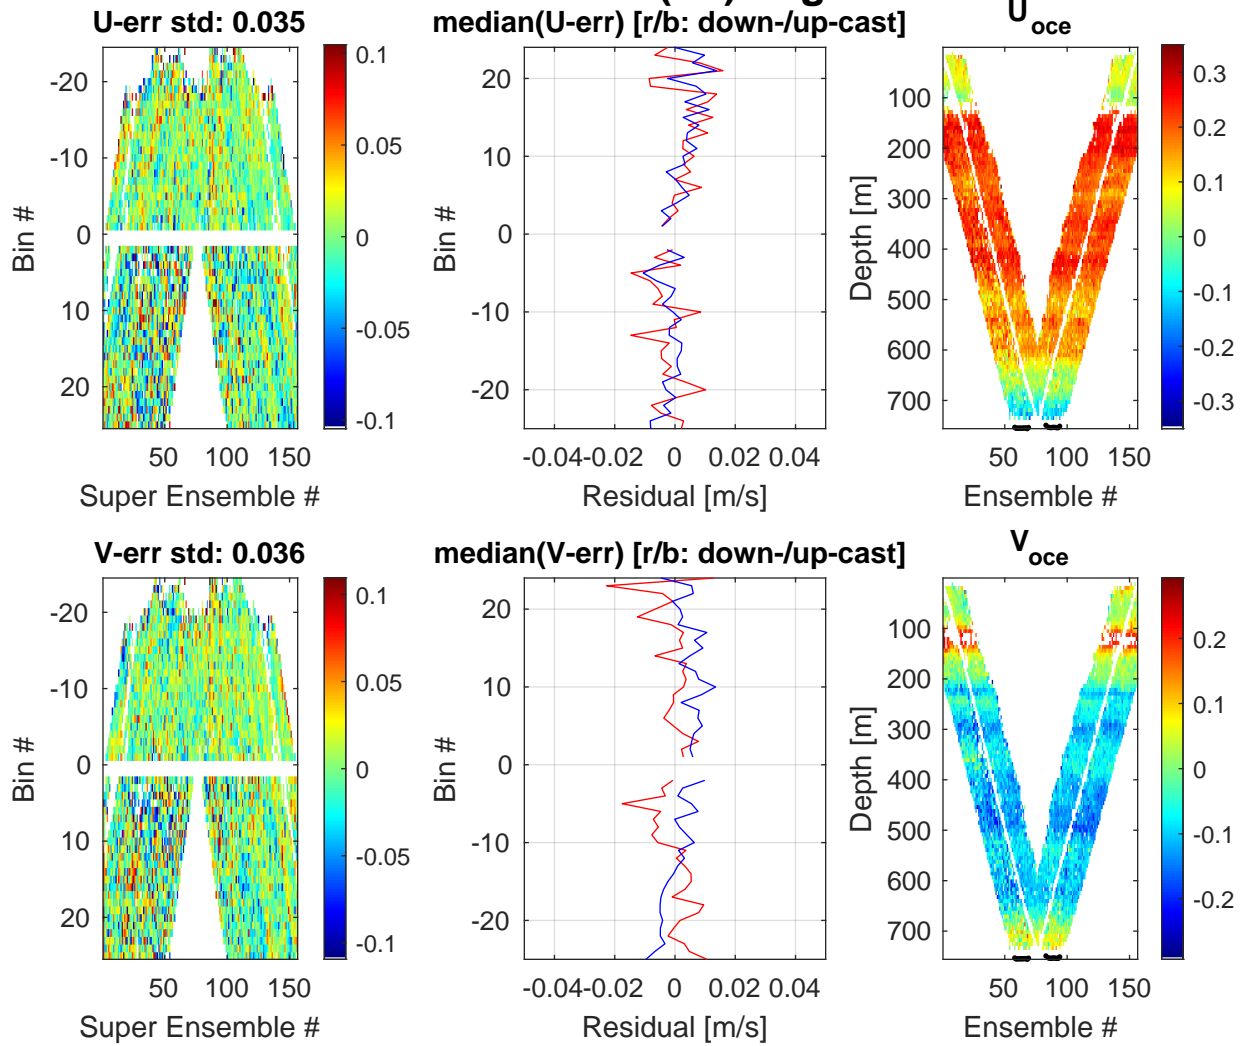 U-err std: 0.035
median(U-err) [r/b: down-/up-cast]
U_oce
-20
-10
0
10
20
Bin #
50 100 150
Super Ensemble #
0.1
0.05
0
-0.05
-0.1
20
10
0
-10
-20
Bin #
-0.04-0.02 0 0.02 0.04
Residual [m/s]
100
200
300
400
500
600
700
Depth [m]
50 100 150
Ensemble #
0.3
0.2
0.1
0
-0.1
-0.2
-0.3
V-err std: 0.036
median(V-err) [r/b: down-/up-cast]
V_oce
-20
-10
0
10
20
Bin #
50 100 150
Super Ensemble #
0.1
0.05
0
-0.05
-0.1
20
10
0
-10
-20
Bin #
-0.04-0.02 0 0.02 0.04
Residual [m/s]
100
200
300
400
500
600
700
Depth [m]
50 100 150
Ensemble #
0.2
0.1
0
-0.1
-0.2